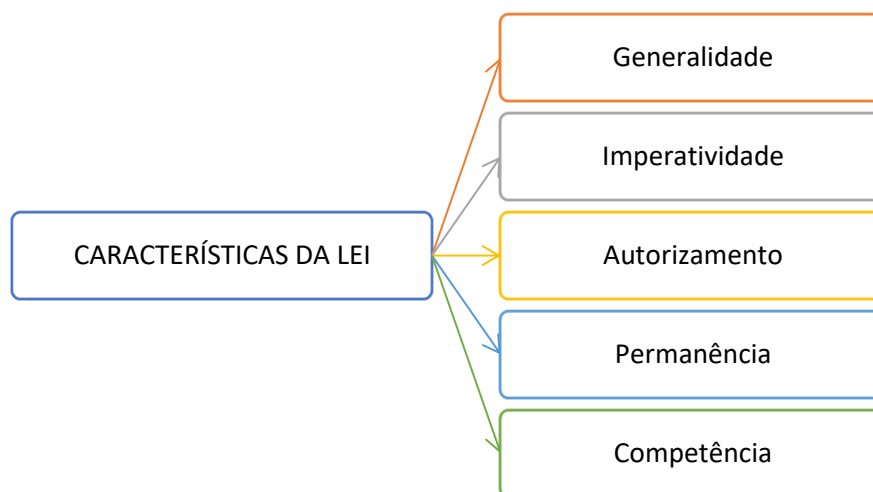 CARACTERÍSTICAS DA LEI
Generalidade
Imperatividade
Autorizamento
Permanência
Competência